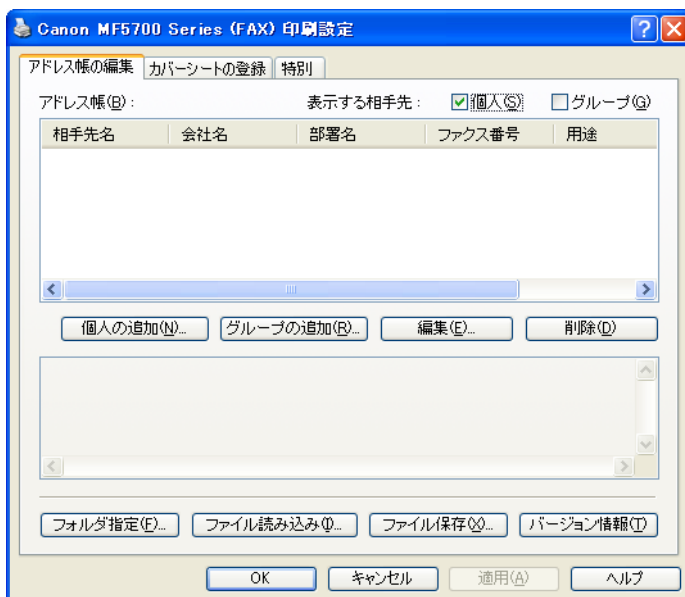 Canon MF5700 Series (FAX) 印刷設定
アドレス帳の編集 カバーシートの登録 特別
アドレス帳(B): 表示する相手先: 個人(S) グループ(G)
相手先名 会社名 部署名 ファクス番号 用途
個人の追加(N)... グループの追加(R)... 編集(E)... 削除(D)
フォルダ指定(F)... ファイル読み込み(I)... ファイル保存(X)... バージョン情報(T)
OK キャンセル 適用(A) ヘルプ